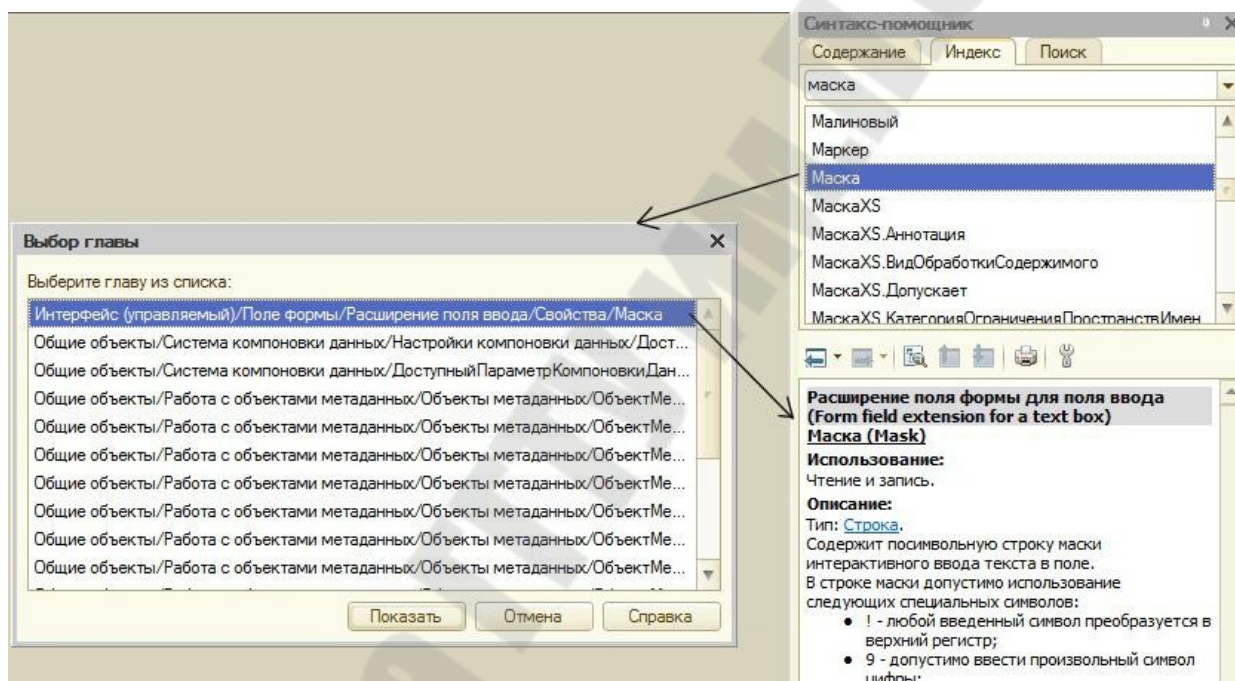 Синтакс-помощник
Содержание Индекс Поиск
маска
Малиновый
Маркер
Маска
МаскаXS
МаскаXS.Аннотация
МаскаXS.ВидОбработкиСодержимого
МаскаXS.Допускает
МаскаXS.КатегорияОграниченияПространствИмен
Выбор главы
Выберите главу из списка:
Интерфейс (управляемый)/Поле формы/Расширение поля ввода/Свойства/Маска
Общие объекты/Система компоновки данных/Настройки компоновки данных/Дост...
Общие объекты/Система компоновки данных/ДоступныйПараметрКомпоновкиДан...
Общие объекты/Работа с объектами метаданных/Объекты метаданных/ОбъектМе...
Общие объекты/Работа с объектами метаданных/Объекты метаданных/ОбъектМе...
Общие объекты/Работа с объектами метаданных/Объекты метаданных/ОбъектМе...
Общие объекты/Работа с объектами метаданных/Объекты метаданных/ОбъектМе...
Общие объекты/Работа с объектами метаданных/Объекты метаданных/ОбъектМе...
Общие объекты/Работа с объектами метаданных/Объекты метаданных/ОбъектМе...
Общие объекты/Работа с объектами метаданных/Объекты метаданных/ОбъектМе...
Показать Отмена Справка
Расширение поля формы для поля ввода
(Form field extension for a text box)
Маска (Mask)
Использование:
Чтение и запись.
Описание:
Тип: Строка.
Содержит посимвольную строку маски
интерактивного ввода текста в поле.
В строке маски допустимо использование
следующих специальных символов:
● ! - любой введенный символ преобразуется в
верхний регистр;
● 9 - допустимо ввести произвольный символ
цифры;